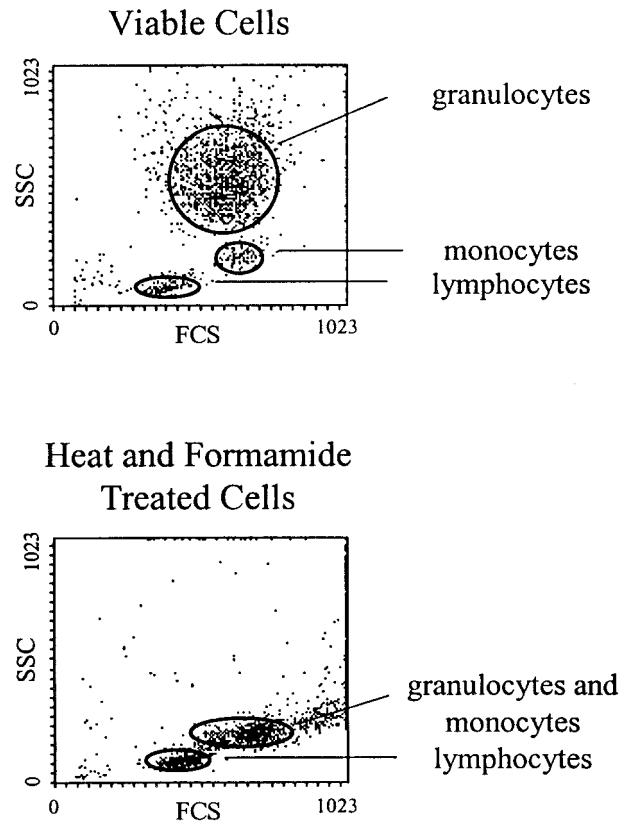 Viable Cells
1023
granulocytes
SSC
monocytes
lymphocytes
0
0
FCS
1023
Heat and Formamide
Treated Cells
1023
SSC
granulocytes and
monocytes
lymphocytes
0
0
FCS
1023